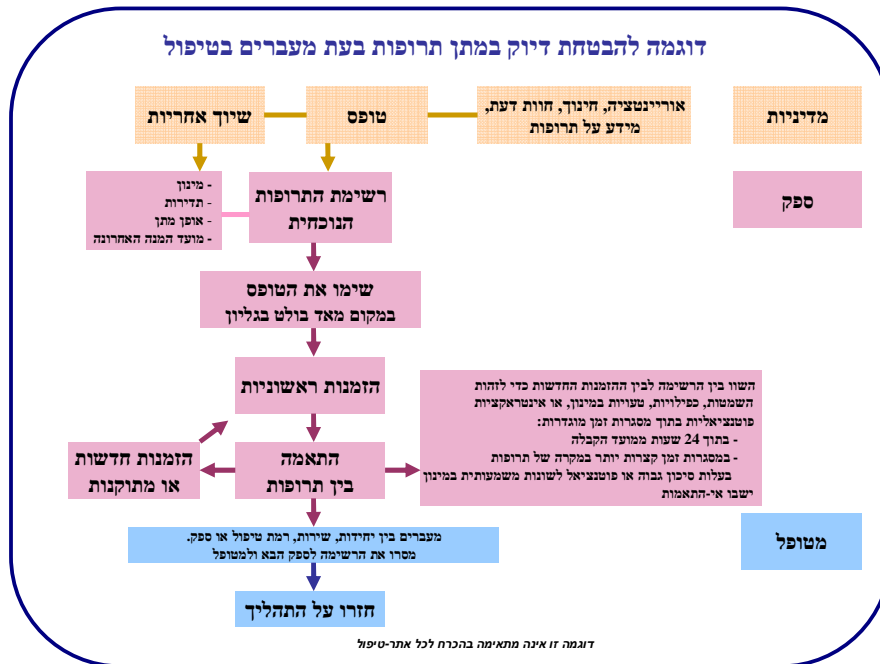 דוגמה להבטחת דיוק במתן תרופות בעת מעברים בטיפול
מדיניות
אוריינטציה, חינוך, חוות דעת,
מידע על תרופות
טופס
שיוך אחריות
ספק
רשימת התרופות
הנוכחית
- מינון
- תדירות
- אופן מתן
- מועד המנה האחרונה
שימו את הטופס
במקום מאד בולט בגליון
הזמנות ראשוניות
השוו בין הרשימה לבין ההזמנות החדשות כדי לזהות
השמטות, כפילויות, טעויות במינון, או אינטראקציות
פוטנציאליות בתוך מסגרות זמן מוגדרות:
- בתוך 24 שעות ממועד הקבלה
- במסגרות זמן קצרות יותר במקרה של תרופות
בעלות סיכון גבוה או פוטנציאל לשונות משמעותית במינון
ישבו אי-התאמות
התאמה
בין תרופות
הזמנות חדשות
או מתוקנות
מטופל
מעברים בין יחידות, שירות, רמת טיפול או ספק.
מסרו את הרשימה לספק הבא ולמטופל
חזרו על התהליך
דוגמה זו אינה מתאימה בהכרח לכל אתר-טיפול